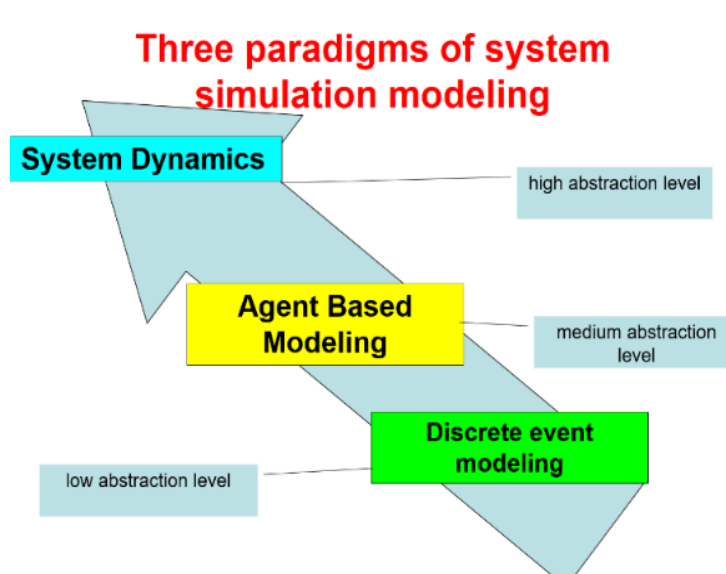 Three paradigms of system
simulation modeling
System Dynamics
high abstraction level
Agent Based
Modeling
medium abstraction
level
Discrete event
modeling
low abstraction level